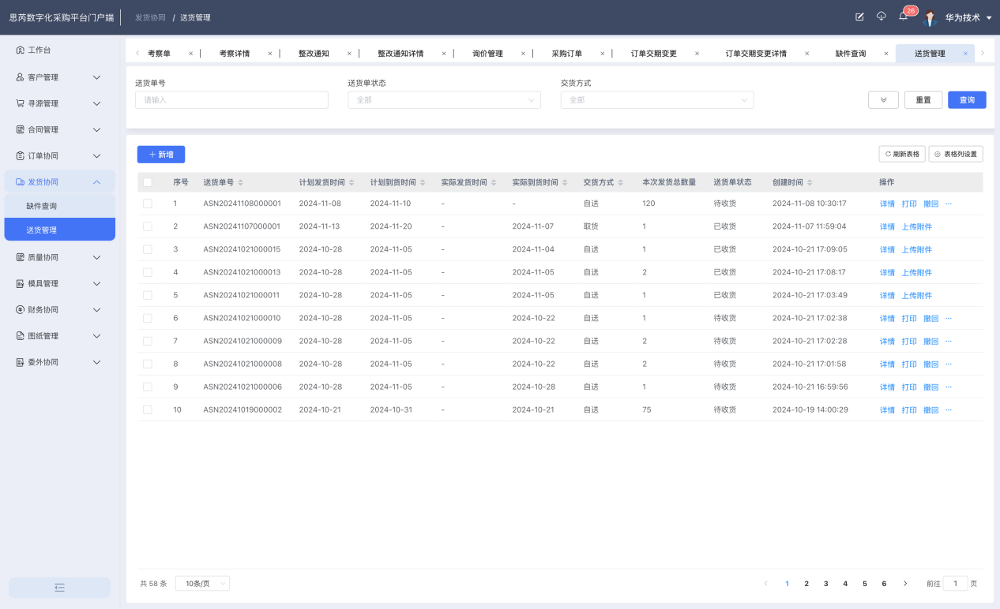 思芮数字化采购平台门户端 发货协同 / 送货管理 26 华为技术
工作台
客户管理
寻源管理
合同管理
订单协同
发货协同
缺件查询
送货管理
质量协同
模具管理
财务协同
图纸管理
委外协同
考察单 × | 考察详情 × | 整改通知 × | 整改通知详情 × | 询价管理 × | 采购订单 × | 订单交期变更 × 订单交期变更详情 × 缺件查询 × 送货管理 ×
送货单号 送货单状态 交货方式
请输入 全部 全部 重置 查询
+ 新增 刷新表格 表格列设置
序号 送货单号 计划发货时间 计划到货时间 实际发货时间 实际到货时间 交货方式 本次发货总数量 送货单状态 创建时间 操作
1 ASN20241108000001 2024-11-08 2024-11-10 - - 自送 120 待收货 2024-11-08 10:30:17 详情 打印 撤回 ···
2 ASN20241107000001 2024-11-13 2024-11-20 - 2024-11-07 取货 1 已收货 2024-11-07 11:59:04 详情 上传附件
3 ASN20241021000015 2024-10-28 2024-11-05 - 2024-11-04 自送 1 已收货 2024-10-21 17:09:05 详情 上传附件
4 ASN20241021000013 2024-10-28 2024-11-05 - 2024-11-05 自送 2 已收货 2024-10-21 17:08:17 详情 上传附件
5 ASN20241021000011 2024-10-28 2024-11-05 - 2024-11-05 自送 1 已收货 2024-10-21 17:03:49 详情 上传附件
6 ASN20241021000010 2024-10-28 2024-11-05 - 2024-10-22 自送 1 待收货 2024-10-21 17:02:38 详情 打印 撤回 ···
7 ASN20241021000009 2024-10-28 2024-11-05 - 2024-10-22 自送 2 待收货 2024-10-21 17:02:28 详情 打印 撤回 ···
8 ASN20241021000008 2024-10-28 2024-11-05 - 2024-10-22 自送 2 待收货 2024-10-21 17:01:58 详情 打印 撤回 ···
9 ASN20241021000006 2024-10-28 2024-11-05 - 2024-10-28 自送 1 待收货 2024-10-21 16:59:56 详情 打印 撤回 ···
10 ASN20241019000002 2024-10-21 2024-10-31 - 2024-10-21 自送 75 待收货 2024-10-19 14:00:29 详情 打印 撤回 ···
共 58 条 10条/页 1 2 3 4 5 6 前往 1 页